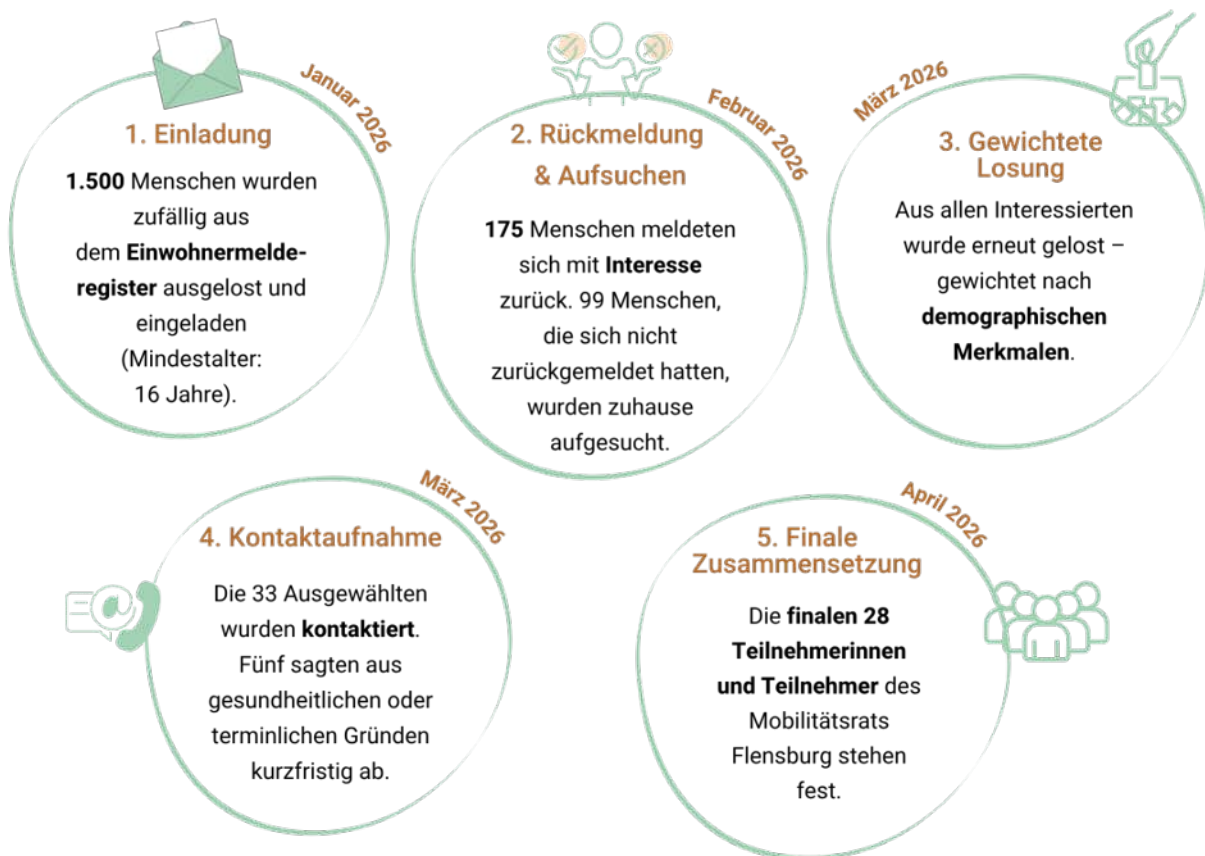 Januar 2026
1. Einladung
1.500 Menschen wurden
zufällig aus
dem Einwohnermelde-
register ausgelost und
eingeladen
(Mindestalter:
16 Jahre).
Februar 2026
2. Rückmeldung
& Aufsuchen
175 Menschen meldeten
sich mit Interesse
zurück. 99 Menschen,
die sich nicht
zurückgemeldet hatten,
wurden zuhause
aufgesucht.
März 2026
3. Gewichtete
Losung
Aus allen Interessierten
wurde erneut gelost –
gewichtet nach
demographischen
Merkmalen.
März 2026
4. Kontaktaufnahme
Die 33 Ausgewählten
wurden kontaktiert.
Fünf sagten aus
gesundheitlichen oder
terminlichen Gründen
kurzfristig ab.
April 2026
5. Finale
Zusammensetzung
Die finalen 28
Teilnehmerinnen
und Teilnehmer des
Mobilitätsrats
Flensburg stehen
fest.